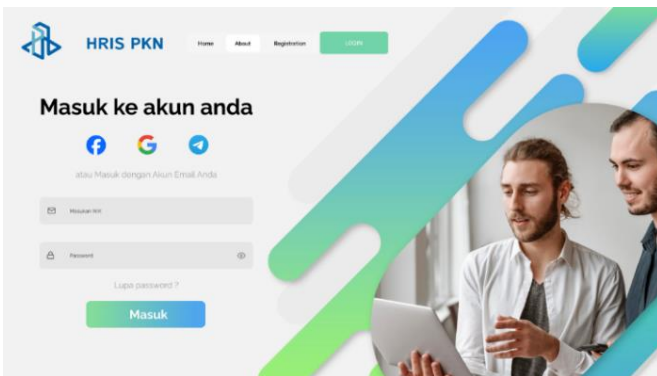 HRIS PKN
Home About Registration LOGIN
Masuk ke akun anda
atau Masuk dengan Akun Email Anda
Masukan NIK
Password
Lupa password ?
Masuk